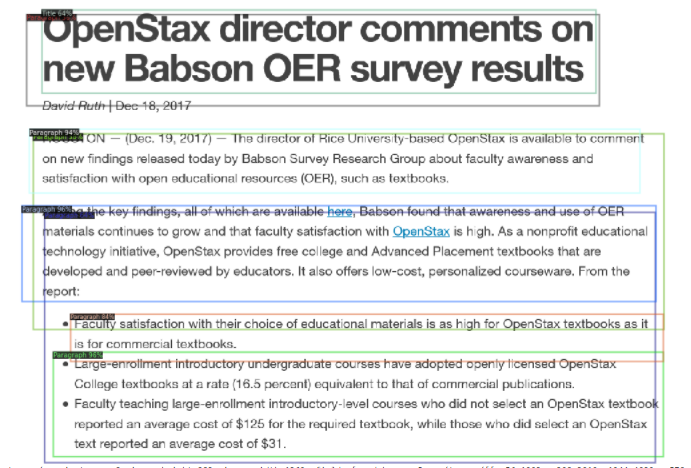 Title 64%
OpenStax director comments on
new Babson OER survey results
David Ruth | Dec 18, 2017
Paragraph 94%
— (Dec. 19, 2017) — The director of Rice University-based OpenStax is available to comment
on new findings released today by Babson Survey Research Group about faculty awareness and
satisfaction with open educational resources (OER), such as textbooks.
Paragraph 96%
the key findings, all of which are available here, Babson found that awareness and use of OER
materials continues to grow and that faculty satisfaction with OpenStax is high. As a nonprofit educational
technology initiative, OpenStax provides free college and Advanced Placement textbooks that are
developed and peer-reviewed by educators. It also offers low-cost, personalized courseware. From the
report:
Paragraph 84%
• Faculty satisfaction with their choice of educational materials is as high for OpenStax textbooks as it
is for commercial textbooks.
Paragraph 96%
• Large-enrollment introductory undergraduate courses have adopted openly licensed OpenStax
College textbooks at a rate (16.5 percent) equivalent to that of commercial publications.
• Faculty teaching large-enrollment introductory-level courses who did not select an OpenStax textbook
reported an average cost of $125 for the required textbook, while those who did select an OpenStax
text reported an average cost of $31.